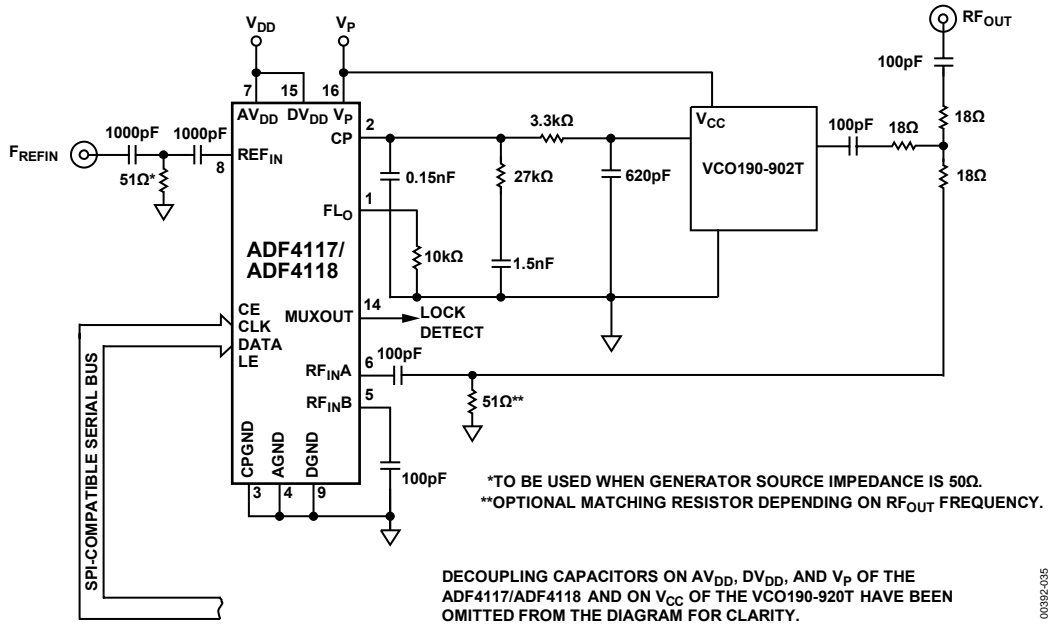 VDD
VP
RFOUT
100pF
7
15
16
AVDD
DVDD
VP
CP
2
3.3kΩ
VCC
100pF
18Ω
18Ω
18Ω
FREFIN
1000pF
1000pF
8
REFIN
51Ω*
0.15nF
27kΩ
620pF
VCO190-902T
1
FLO
10kΩ
1.5nF
ADF4117/
ADF4118
CE
CLK
DATA
LE
MUXOUT
14
LOCK
DETECT
SPI-COMPATIBLE SERIAL BUS
RFINA
6
100pF
RFINB
5
51Ω**
100pF
CPGND
AGND
DGND
3
4
9
*TO BE USED WHEN GENERATOR SOURCE IMPEDANCE IS 50Ω.
**OPTIONAL MATCHING RESISTOR DEPENDING ON RFOUT FREQUENCY.
DECOUPLING CAPACITORS ON AVDD, DVDD, AND VP OF THE
ADF4117/ADF4118 AND ON VCC OF THE VCO190-920T HAVE BEEN
OMITTED FROM THE DIAGRAM FOR CLARITY.
00392-035